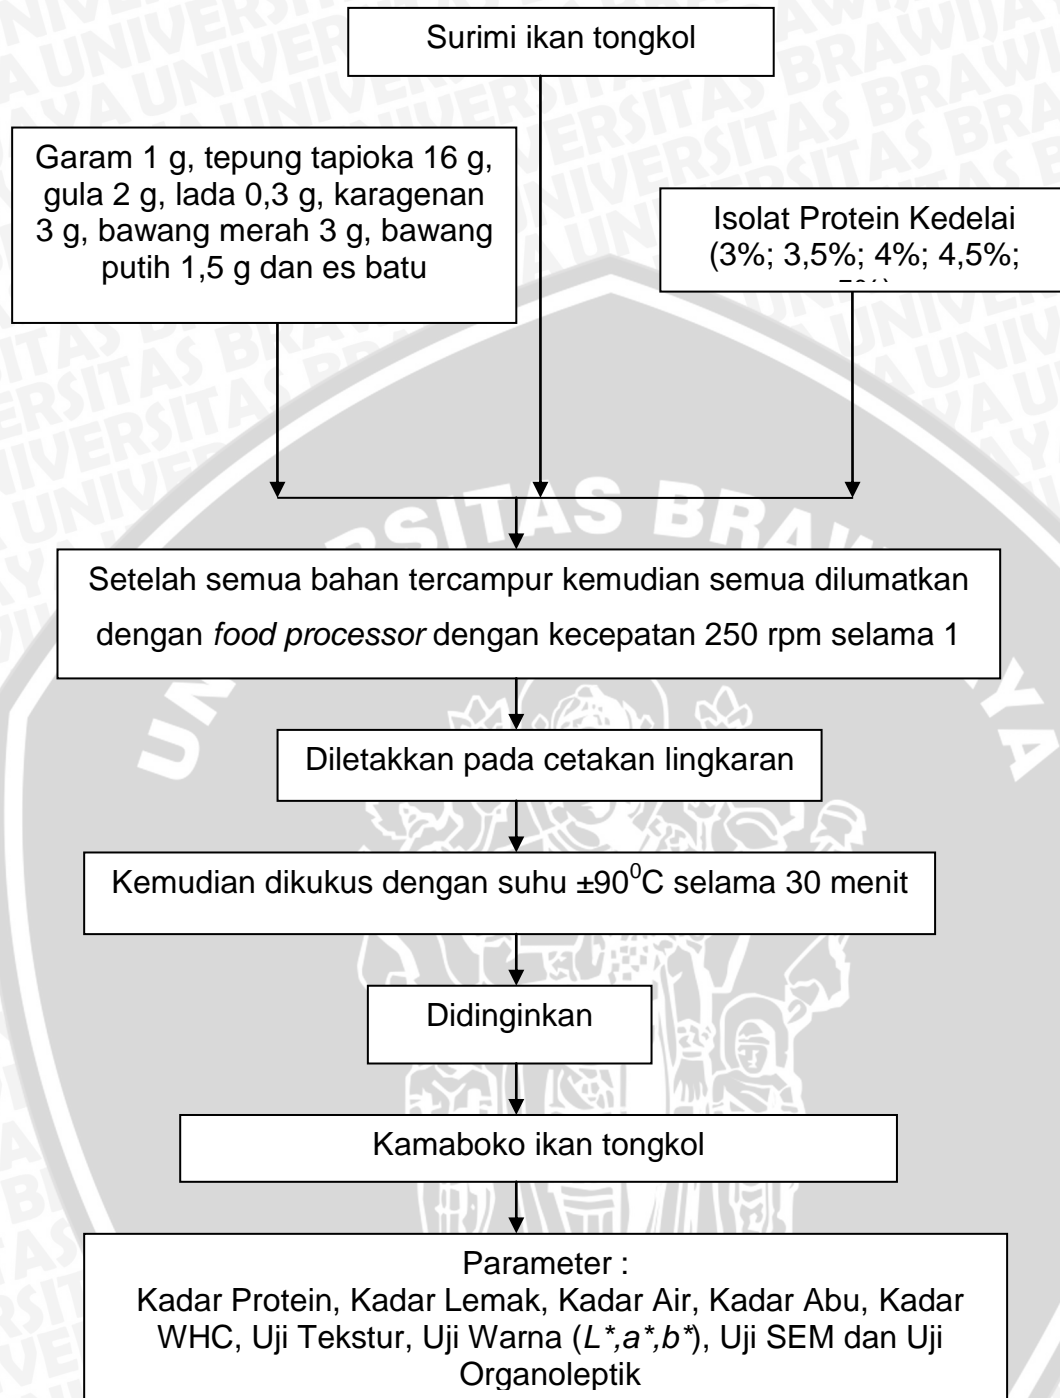 Surimi ikan tongkol
Garam 1 g, tepung tapioka 16 g,
gula 2 g, lada 0,3 g, karagenan
3 g, bawang merah 3 g, bawang
putih 1,5 g dan es batu
Isolat Protein Kedelai
(3%; 3,5%; 4%; 4,5%;
UNIVERSITAS BRAWIJAYA
Setelah semua bahan tercampur kemudian semua dilumatkan
dengan food processor dengan kecepatan 250 rpm selama 1
Diletakkan pada cetakan lingkaran
Kemudian dikukus dengan suhu ±90⁰C selama 30 menit
Didinginkan
Kamaboko ikan tongkol
Parameter :
Kadar Protein, Kadar Lemak, Kadar Air, Kadar Abu, Kadar
WHC, Uji Tekstur, Uji Warna (L*,a*,b*), Uji SEM dan Uji
Organoleptik